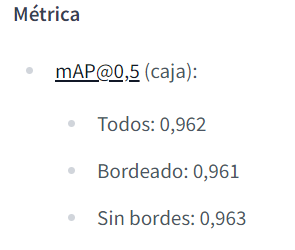 Métrica
mAP@0,5 (caja):
Todos: 0,962
Bordeado: 0,961
Sin bordes: 0,963